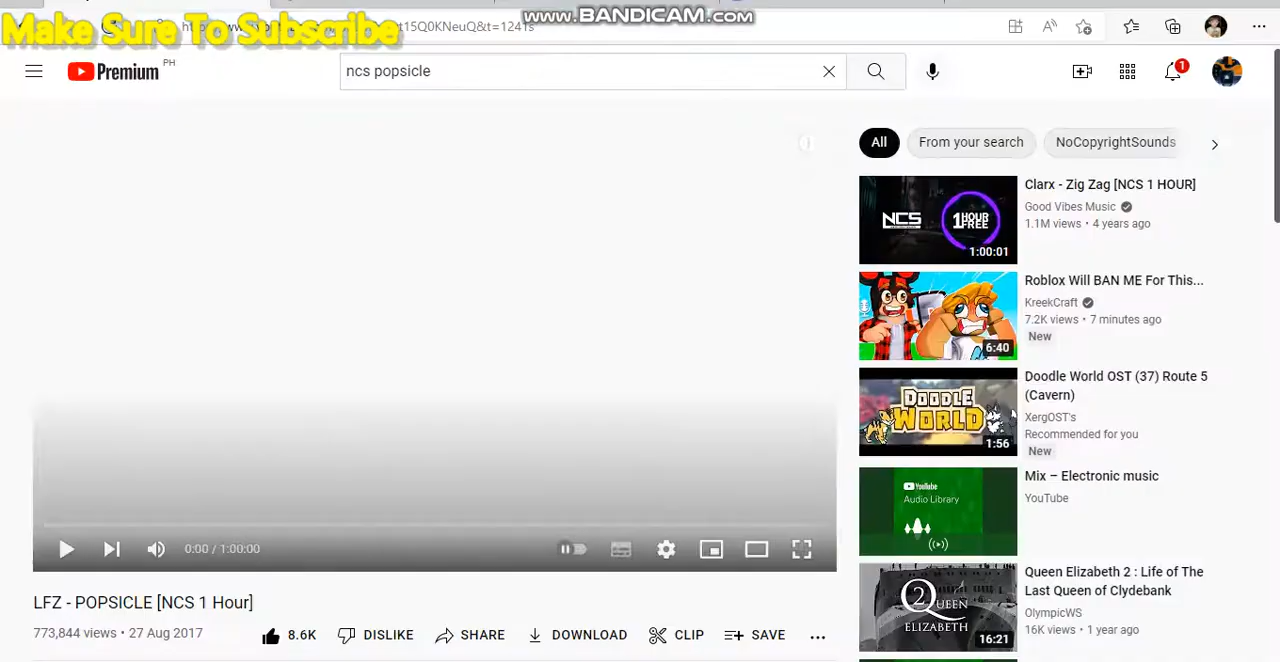 www.BANDICAM.com
Make Sure To Subscribe
t15Q0KNeuQ&t=1241s
Premium PH
ncs popsicle
1
All
From your search
NoCopyrightSounds
NCS
1HOUR
FREE
1:00:01
Clarx - Zig Zag [NCS 1 HOUR]
Good Vibes Music
1.1M views • 4 years ago
6:40
Roblox Will BAN ME For This...
KreekCraft
7.2K views • 7 minutes ago
New
DOODLE
WORLD
1:56
Doodle World OST (37) Route 5
(Cavern)
XergOST's
Recommended for you
New
YouTube
Audio Library
Mix – Electronic music
YouTube
0:00 / 1:00:00
2
QUEEN
ELIZABETH
16:21
Queen Elizabeth 2 : Life of The
Last Queen of Clydebank
OlympicWS
16K views • 1 year ago
LFZ - POPSICLE [NCS 1 Hour]
773,844 views • 27 Aug 2017
8.6K
DISLIKE
SHARE
DOWNLOAD
CLIP
SAVE